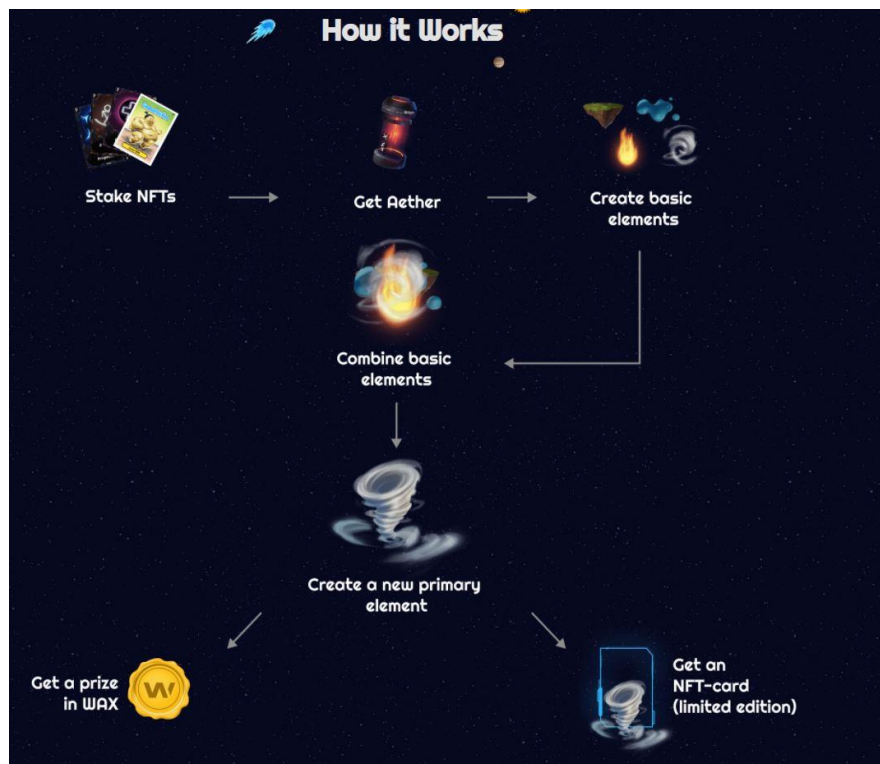 How it Works
Stake NFTs
Get Aether
Create basic
elements
Combine basic
elements
Create a new primary
element
Get a prize
in WAX
W
Get an
NFT-card
(limited edition)